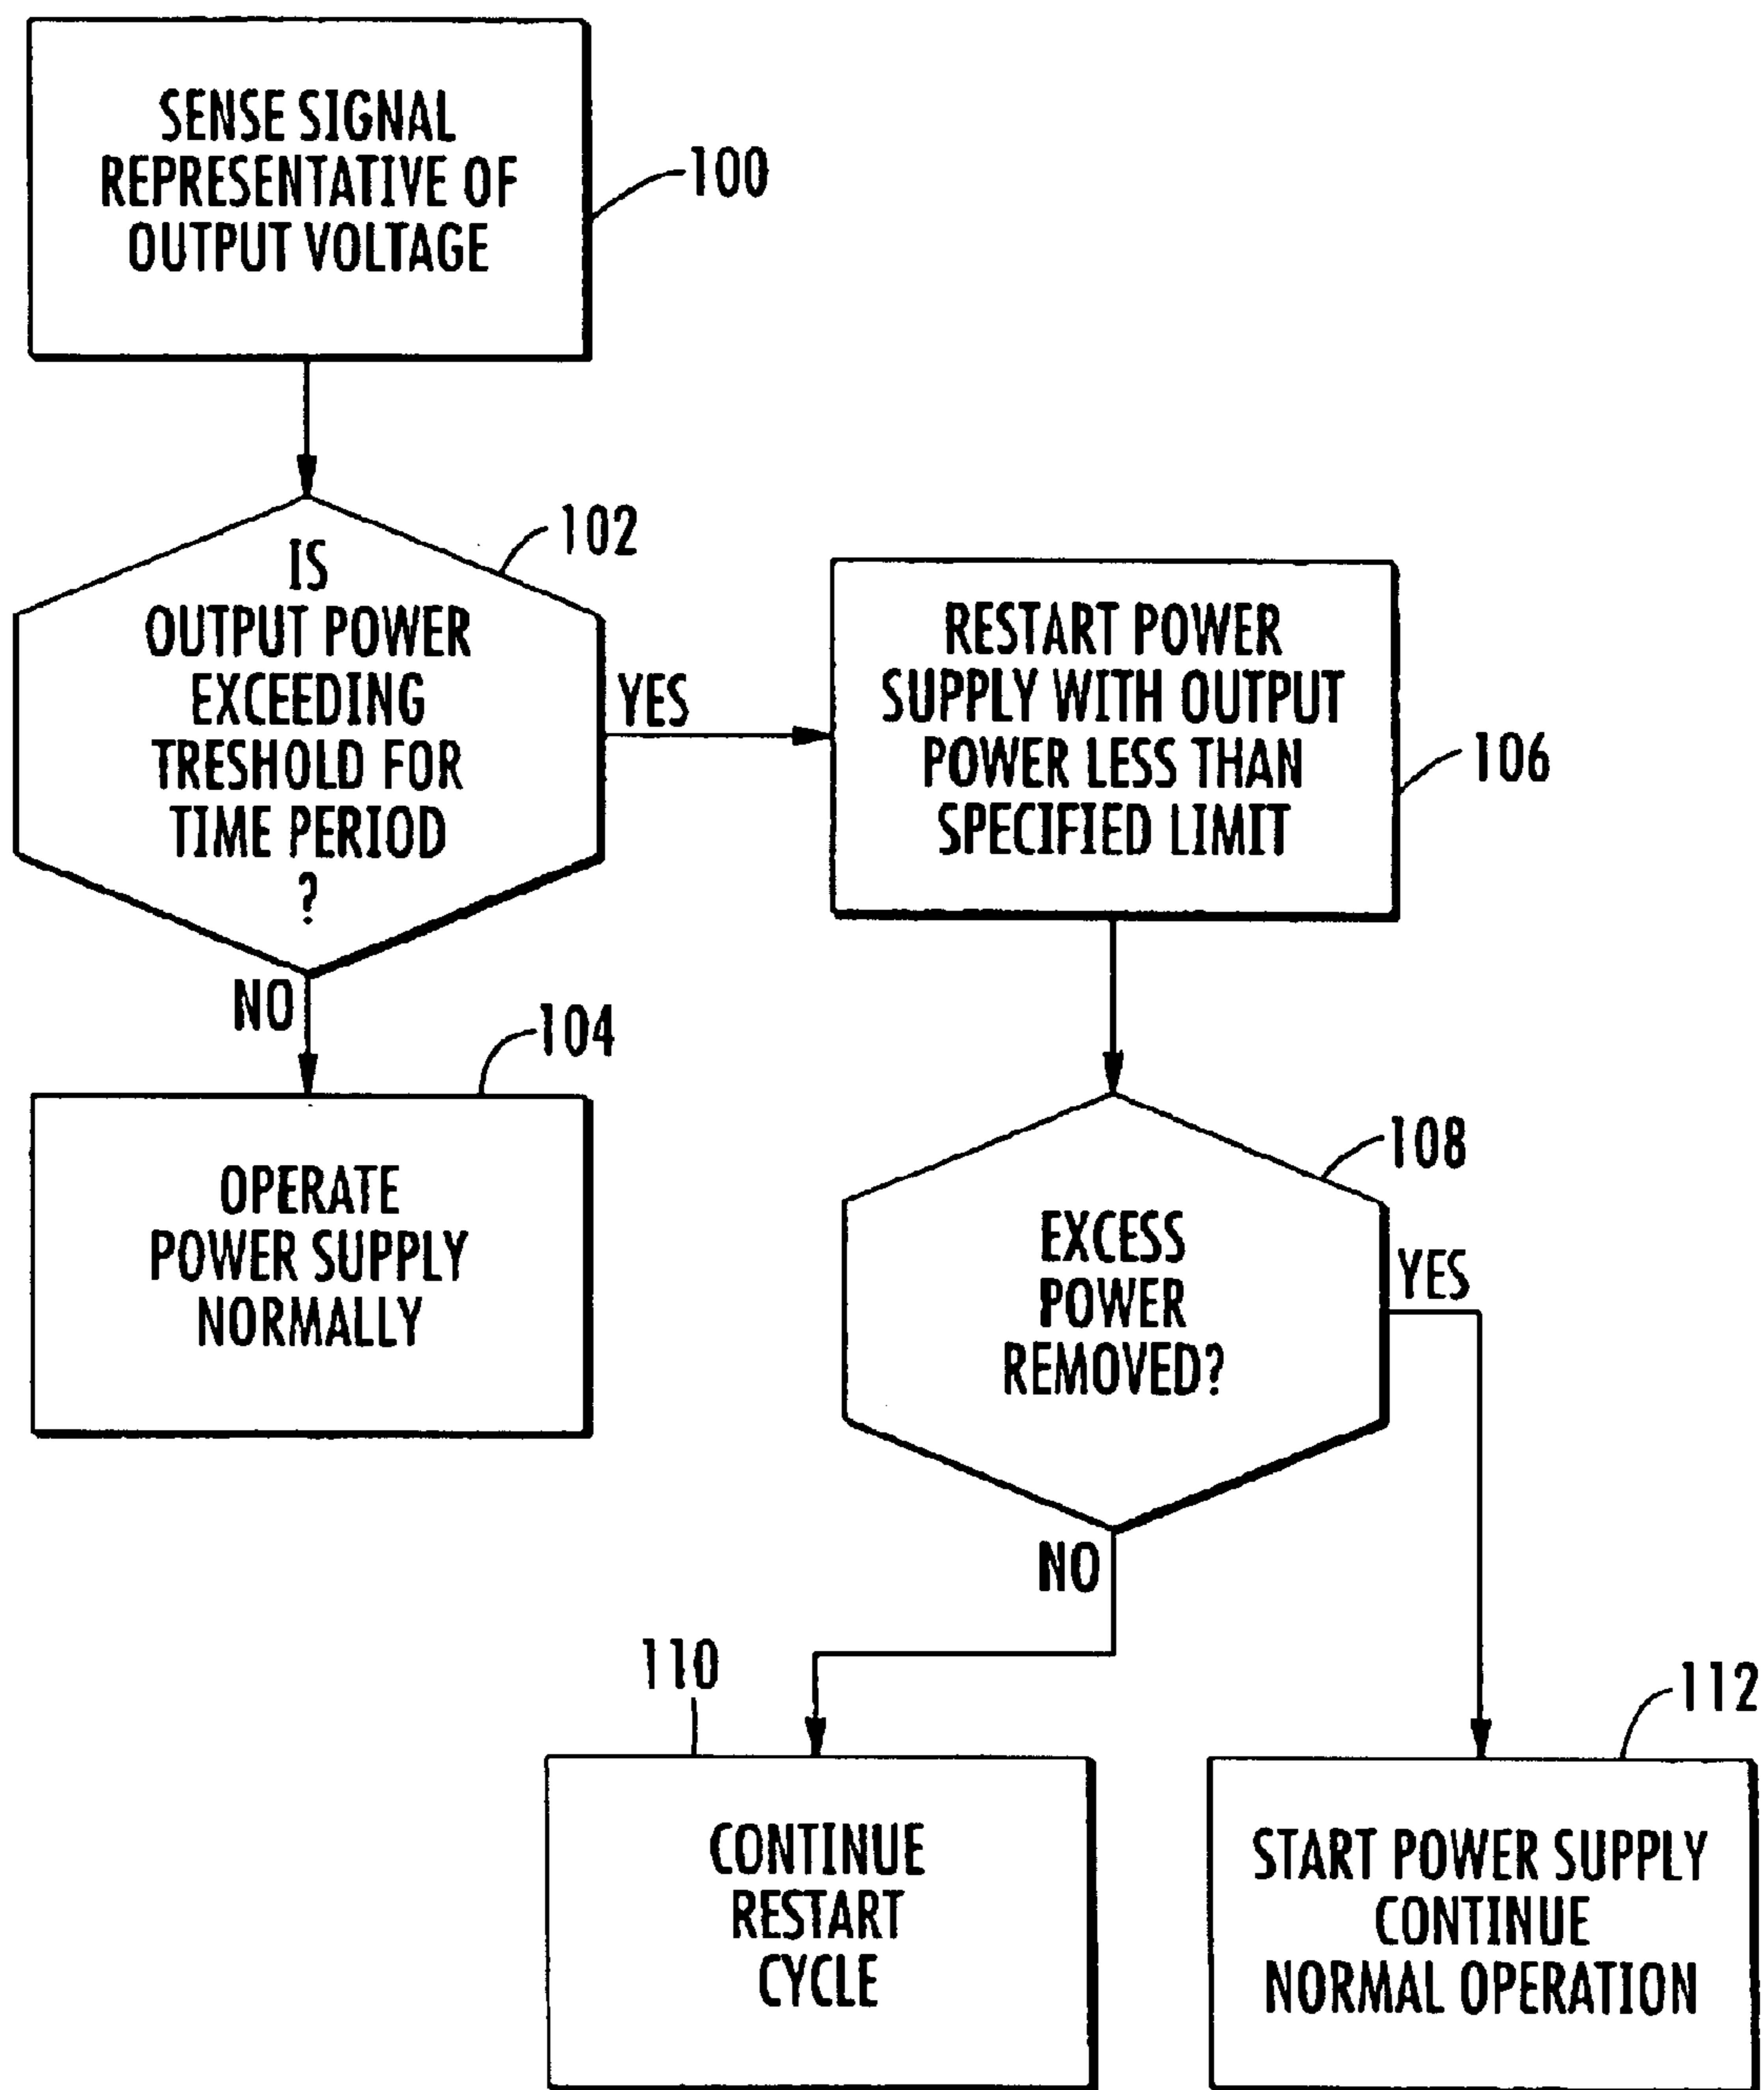 SENSE SIGNAL
REPRESENTATIVE OF
OUTPUT VOLTAGE
100
IS
OUTPUT POWER
EXCEEDING
TRESHOLD FOR
TIME PERIOD
?
102
YES
NO
RESTART POWER
SUPPLY WITH OUTPUT
POWER LESS THAN
SPECIFIED LIMIT
106
104
OPERATE
POWER SUPPLY
NORMALLY
108
EXCESS
POWER
REMOVED?
YES
NO
110
CONTINUE
RESTART
CYCLE
112
START POWER SUPPLY
CONTINUE
NORMAL OPERATION